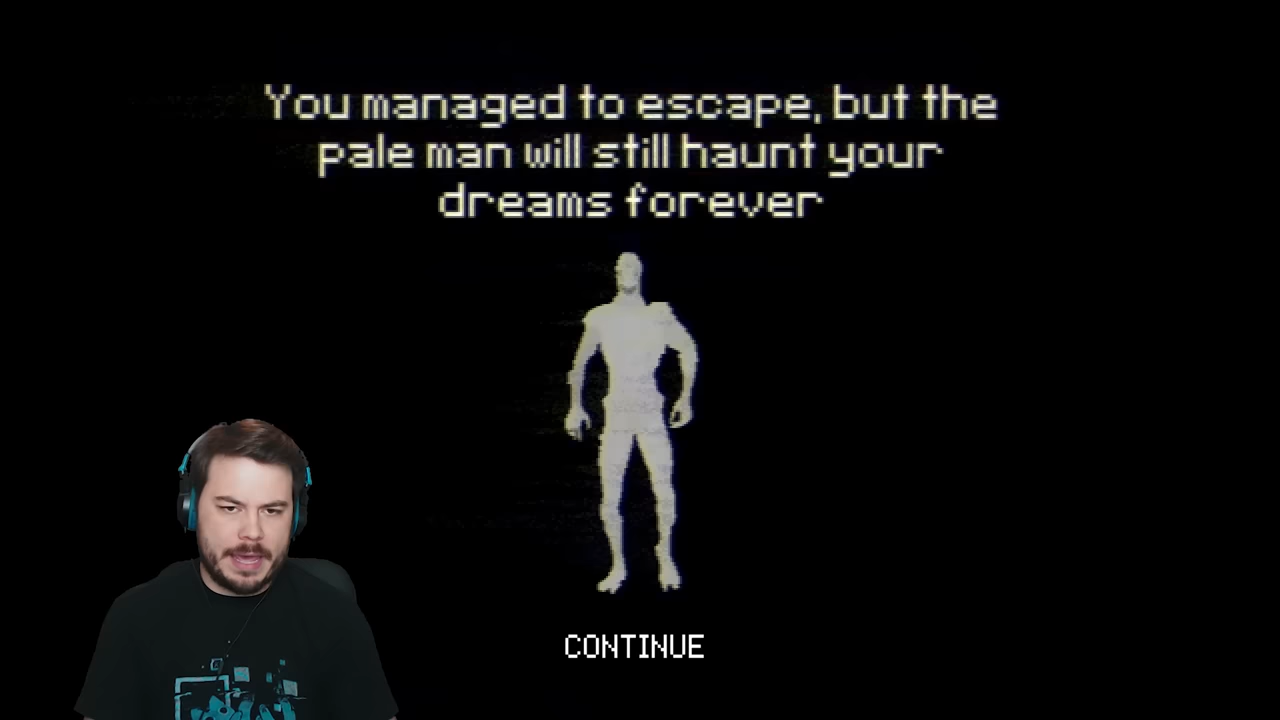 You managed to escape, but the
pale man will still haunt your
dreams forever
CONTINUE